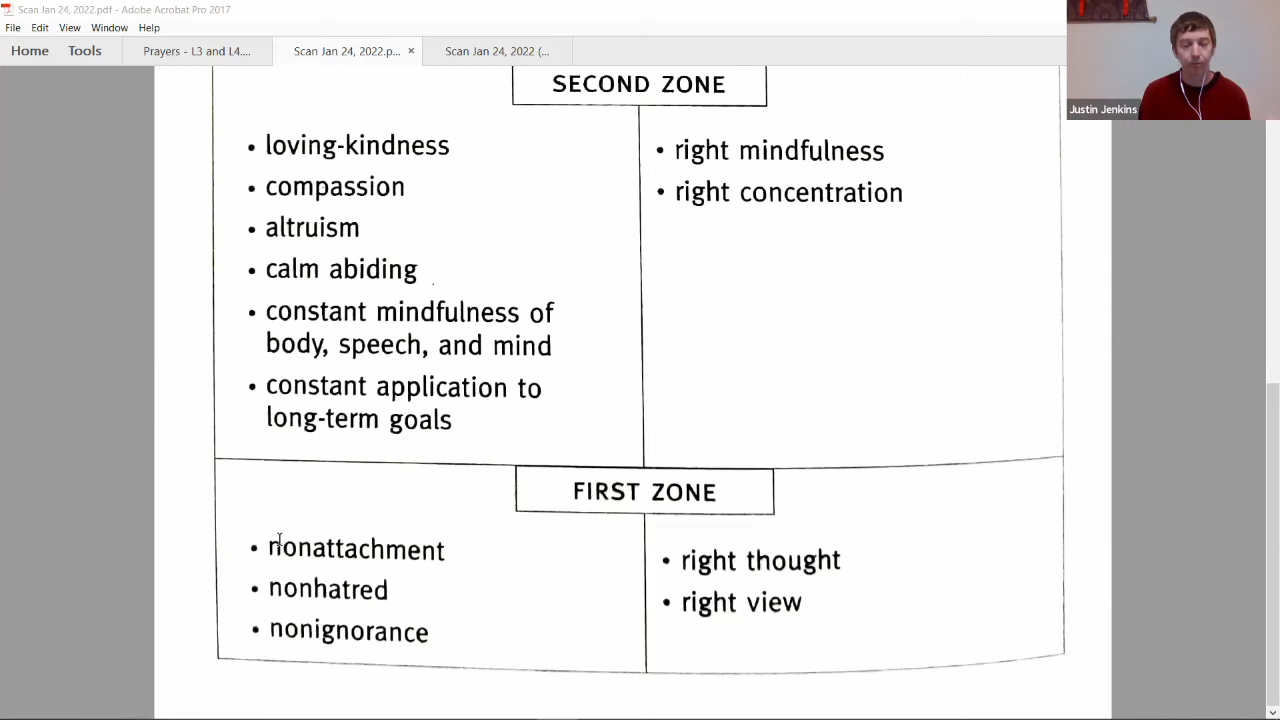 Scan Jan 24, 2022.pdf - Adobe Acrobat Pro 2017
File Edit View Window Help
Home Tools Prayers - L3 and L4.... Scan Jan 24, 2022.p... × Scan Jan 24, 2022 (...
Justin Jenkins
SECOND ZONE
• loving-kindness
• compassion
• altruism
• calm abiding
• constant mindfulness of
body, speech, and mind
• constant application to
long-term goals
• right mindfulness
• right concentration
FIRST ZONE
• nonattachment
• nonhatred
• nonignorance
• right thought
• right view